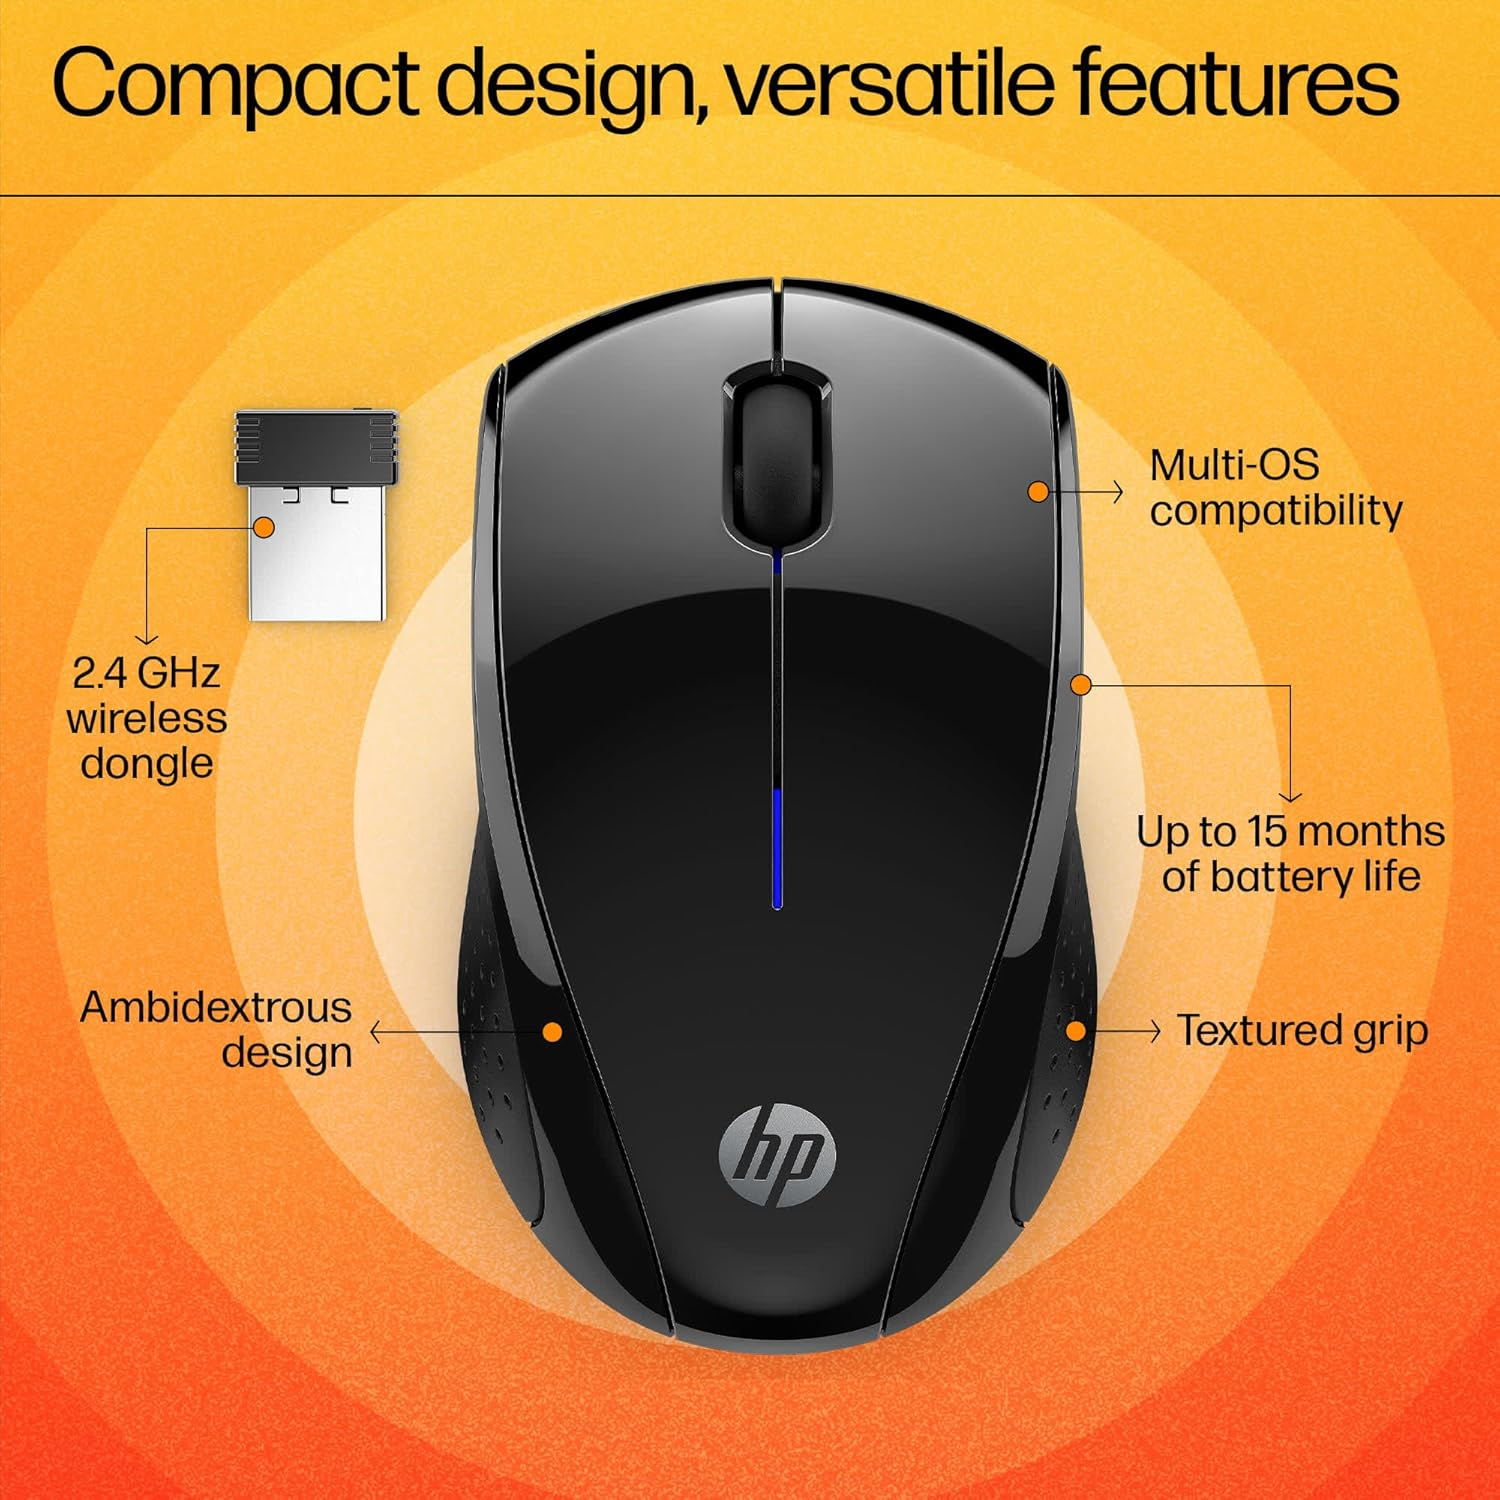 Compact design, versatile features
Multi-OS
compatibility
2.4 GHz
wireless
dongle
Up to 15 months
of battery life
Ambidextrous
design
Textured grip
hp